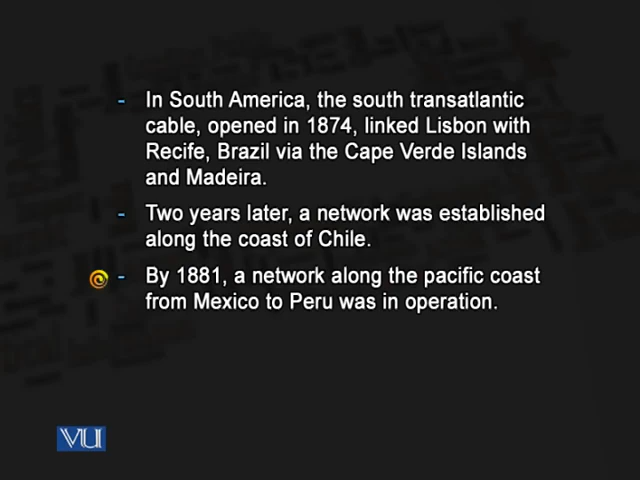 - In South America, the south transatlantic
cable, opened in 1874, linked Lisbon with
Recife, Brazil via the Cape Verde Islands
and Madeira.
- Two years later, a network was established
along the coast of Chile.
- By 1881, a network along the pacific coast
from Mexico to Peru was in operation.
VU